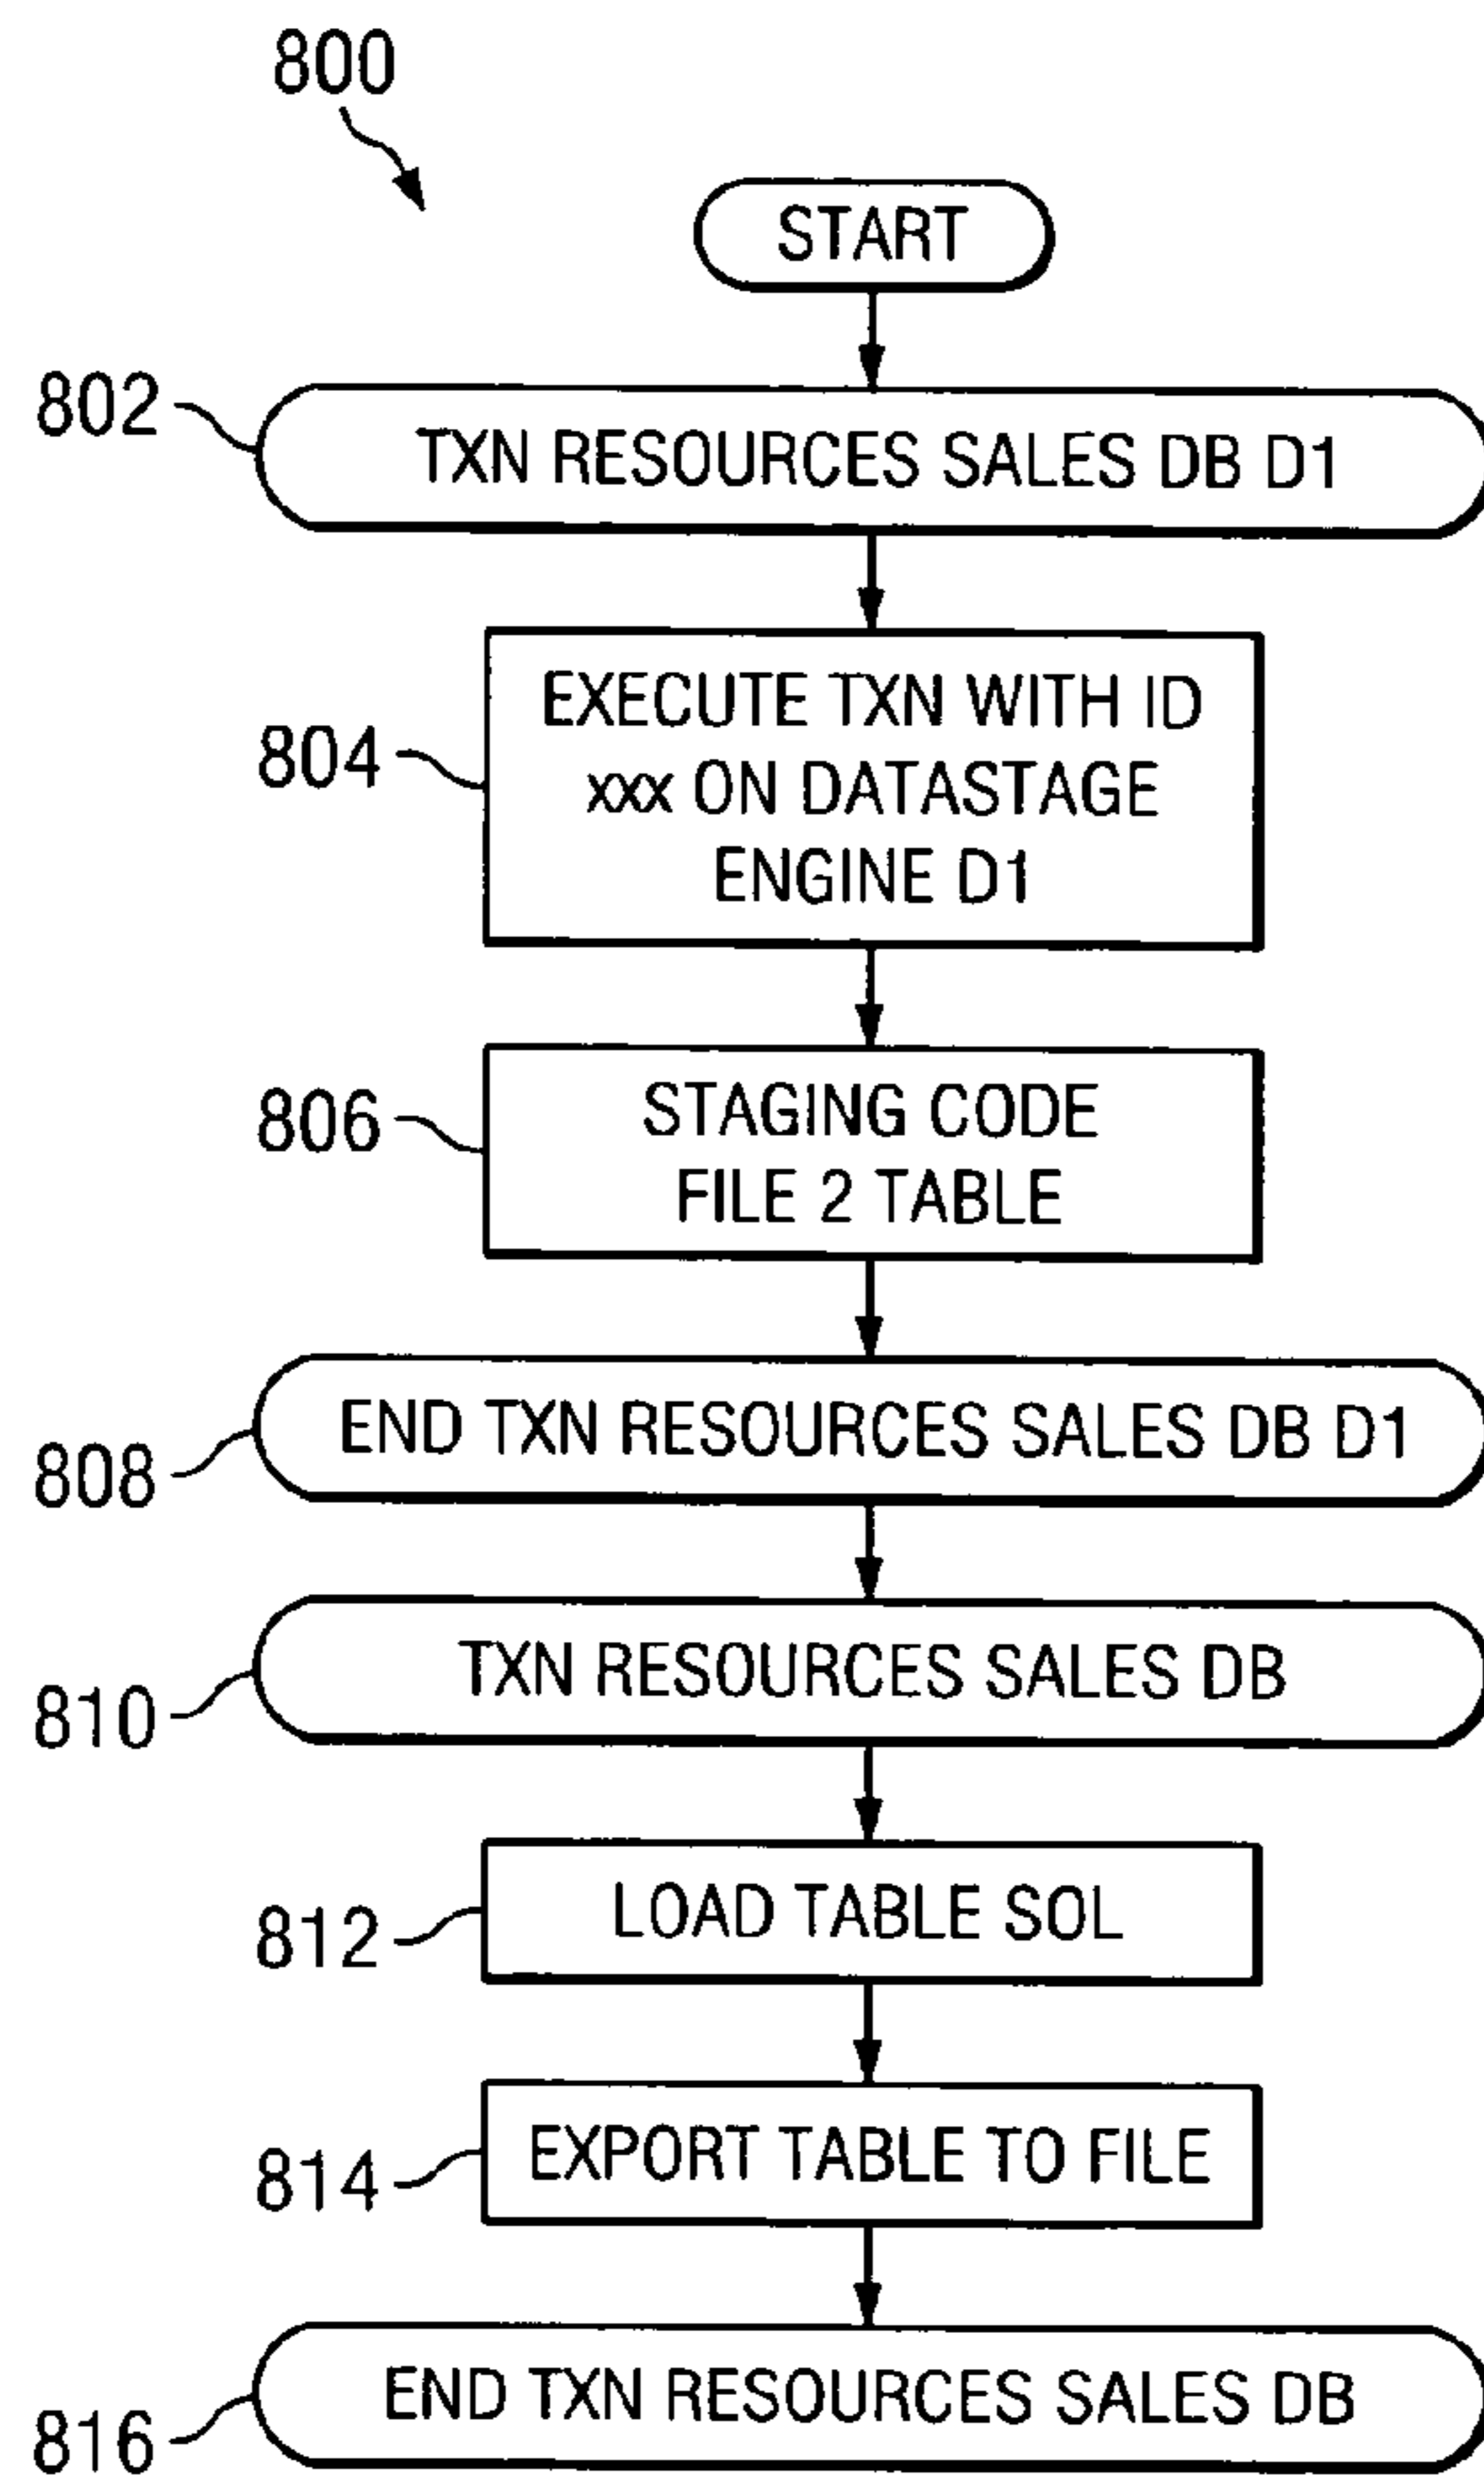 800
START
802
TXN RESOURCES SALES DB D1
804
EXECUTE TXN WITH ID
xxx ON DATASTAGE
ENGINE D1
806
STAGING CODE
FILE 2 TABLE
808
END TXN RESOURCES SALES DB D1
810
TXN RESOURCES SALES DB
812
LOAD TABLE SOL
814
EXPORT TABLE TO FILE
816
END TXN RESOURCES SALES DB